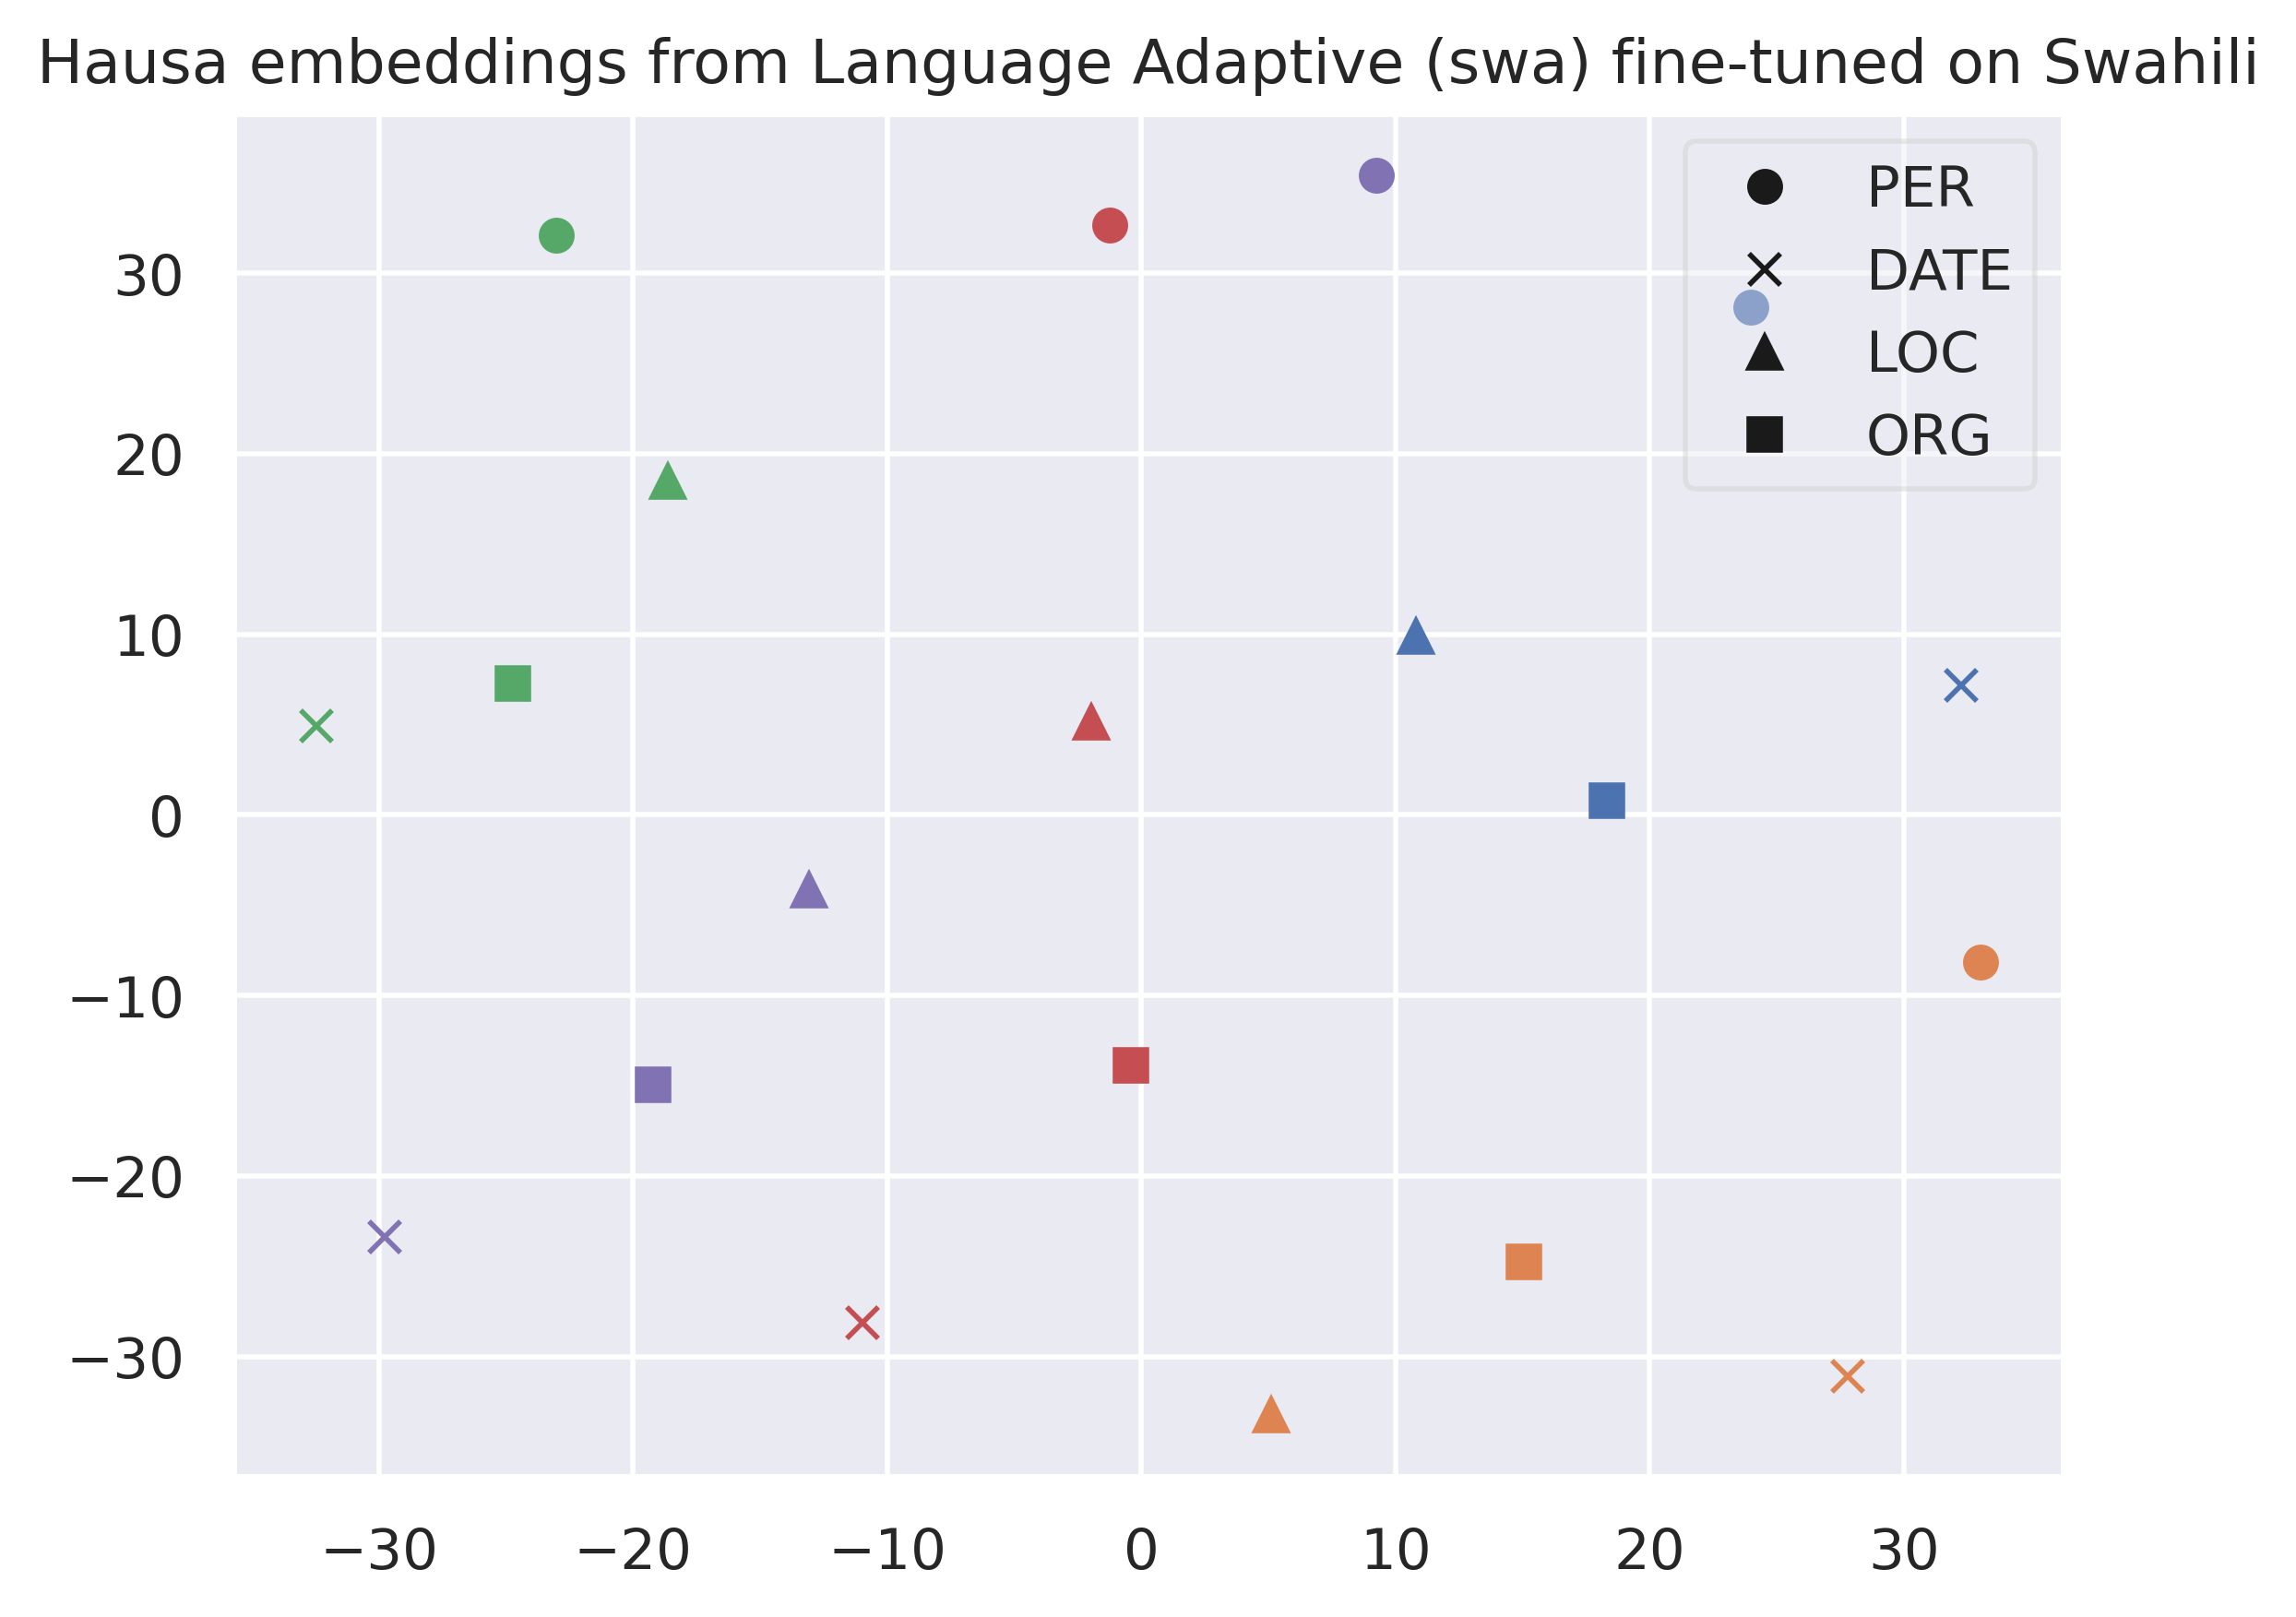 Hausa embeddings from Language Adaptive (swa) fine-tuned on Swahili
PER
DATE
LOC
ORG
30
20
10
0
−10
−20
−30
−30 −20 −10 0 10 20 30